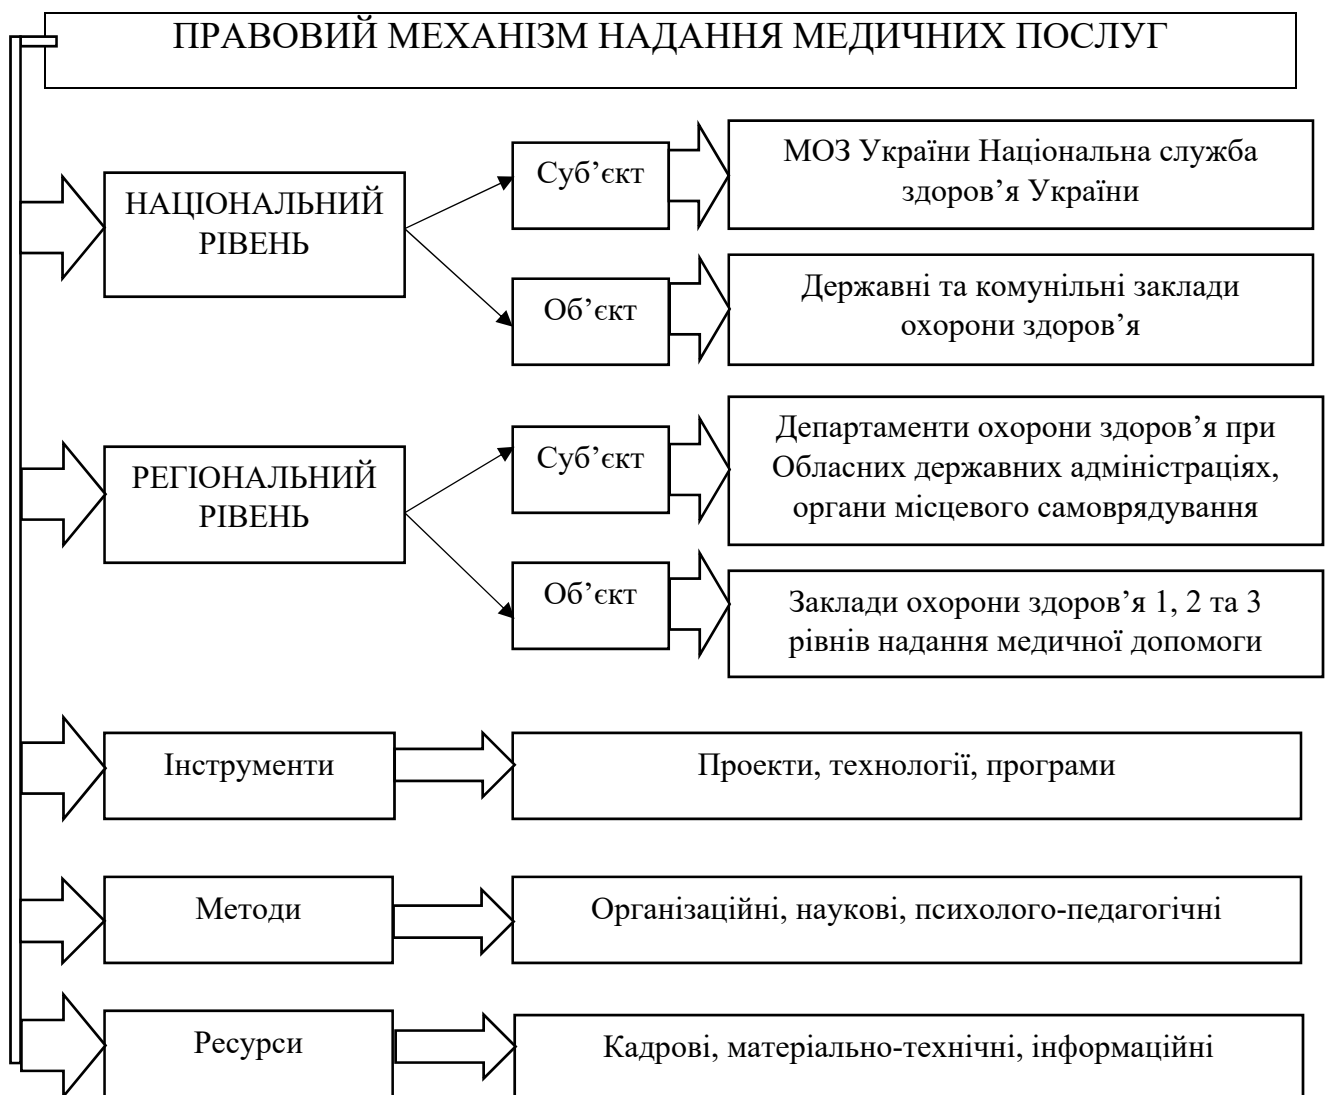 ПРАВОВИЙ МЕХАНІЗМ НАДАННЯ МЕДИЧНИХ ПОСЛУГ
НАЦІОНАЛЬНИЙ
РІВЕНЬ
Суб’єкт
МОЗ України Національна служба
здоров’я України
Об’єкт
Державні та комунільні заклади
охорони здоров’я
РЕГІОНАЛЬНИЙ
РІВЕНЬ
Суб’єкт
Департаменти охорони здоров’я при
Обласних державних адміністраціях,
органи місцевого самоврядування
Об’єкт
Заклади охорони здоров’я 1, 2 та 3
рівнів надання медичної допомоги
Інструменти
Проекти, технології, програми
Методи
Організаційні, наукові, психолого-педагогічні
Ресурси
Кадрові, матеріально-технічні, інформаційні